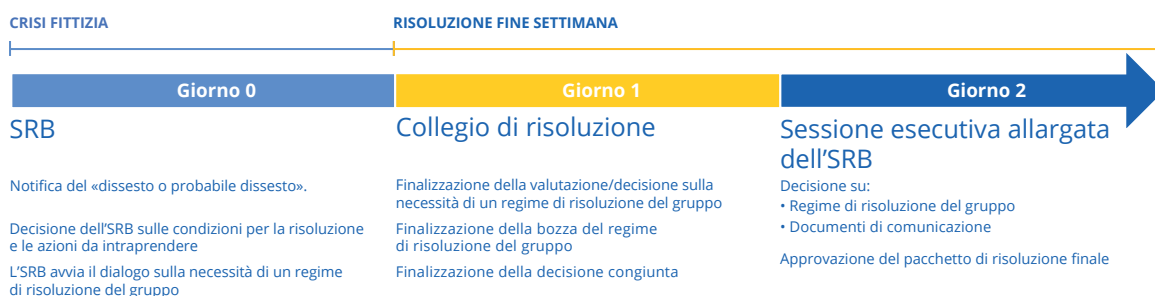 CRISI FITTIZIA
RISOLUZIONE FINE SETTIMANA
Giorno 0
Giorno 1
Giorno 2
SRB
Notifica del «dissesto o probabile dissesto».
Decisione dell'SRB sulle condizioni per la risoluzione
e le azioni da intraprendere
L'SRB avvia il dialogo sulla necessità di un regime
di risoluzione del gruppo
Collegio di risoluzione
Finalizzazione della valutazione/decisione sulla
necessità di un regime di risoluzione del gruppo
Finalizzazione della bozza del regime
di risoluzione del gruppo
Finalizzazione della decisione congiunta
Sessione esecutiva allargata
dell'SRB
Decisione su:
• Regime di risoluzione del gruppo
• Documenti di comunicazione
Approvazione del pacchetto di risoluzione finale